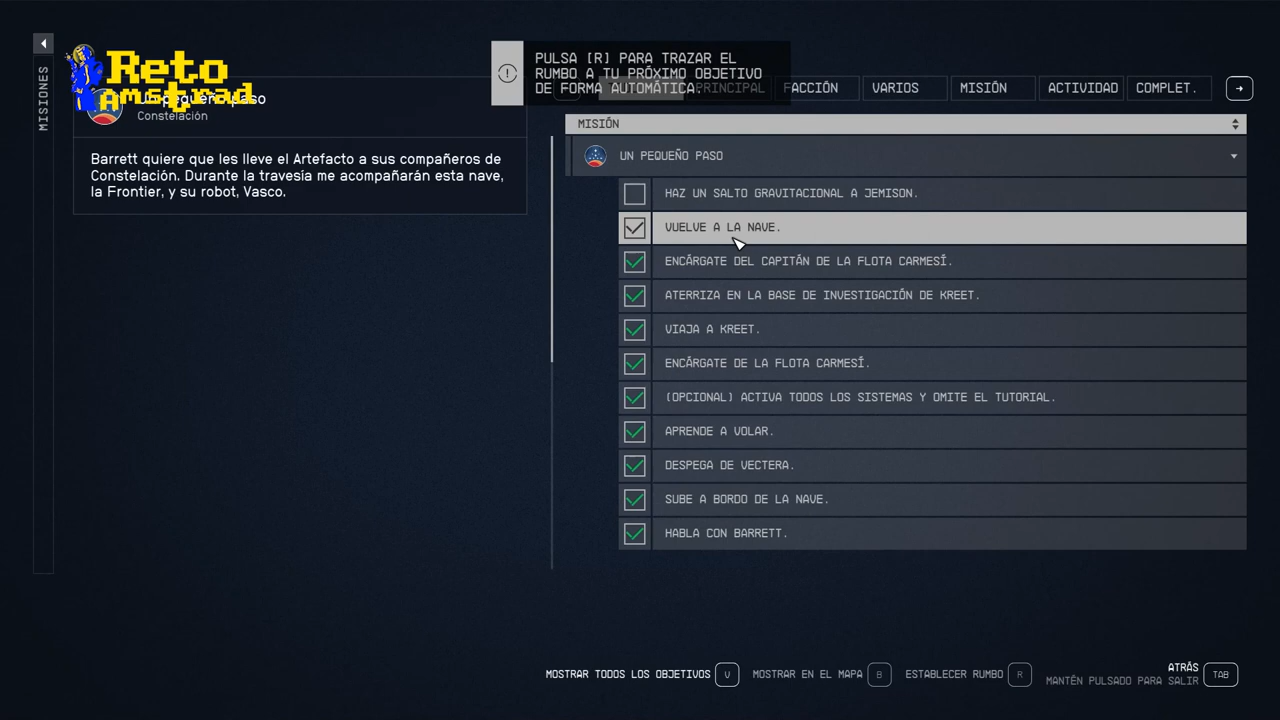 MISIONES
Reto
Amstrad
Un pequeño paso
Constelación
Barrett quiere que les lleve el Artefacto a sus compañeros de
Constelación. Durante la travesía me acompañarán esta nave,
la Frontier, y su robot, Vasco.
PULSA [R] PARA TRAZAR EL
RUMBO A TU PRÓXIMO OBJETIVO
DE FORMA AUTOMÁTICA.
PRINCIPAL
FACCIÓN
VARIOS
MISIÓN
ACTIVIDAD
COMPLET.
MISIÓN
UN PEQUEÑO PASO
HAZ UN SALTO GRAVITACIONAL A JEMISON.
VUELVE A LA NAVE.
ENCÁRGATE DEL CAPITÁN DE LA FLOTA CARMESÍ.
ATERRIZA EN LA BASE DE INVESTIGACIÓN DE KREET.
VIAJA A KREET.
ENCÁRGATE DE LA FLOTA CARMESÍ.
(OPCIONAL) ACTIVA TODOS LOS SISTEMAS Y OMITE EL TUTORIAL.
APRENDE A VOLAR.
DESPEGA DE VECTERA.
SUBE A BORDO DE LA NAVE.
HABLA CON BARRETT.
MOSTRAR TODOS LOS OBJETIVOS V
MOSTRAR EN EL MAPA B
ESTABLECER RUMBO R
ATRÁS
MANTÉN PULSADO PARA SALIR TAB